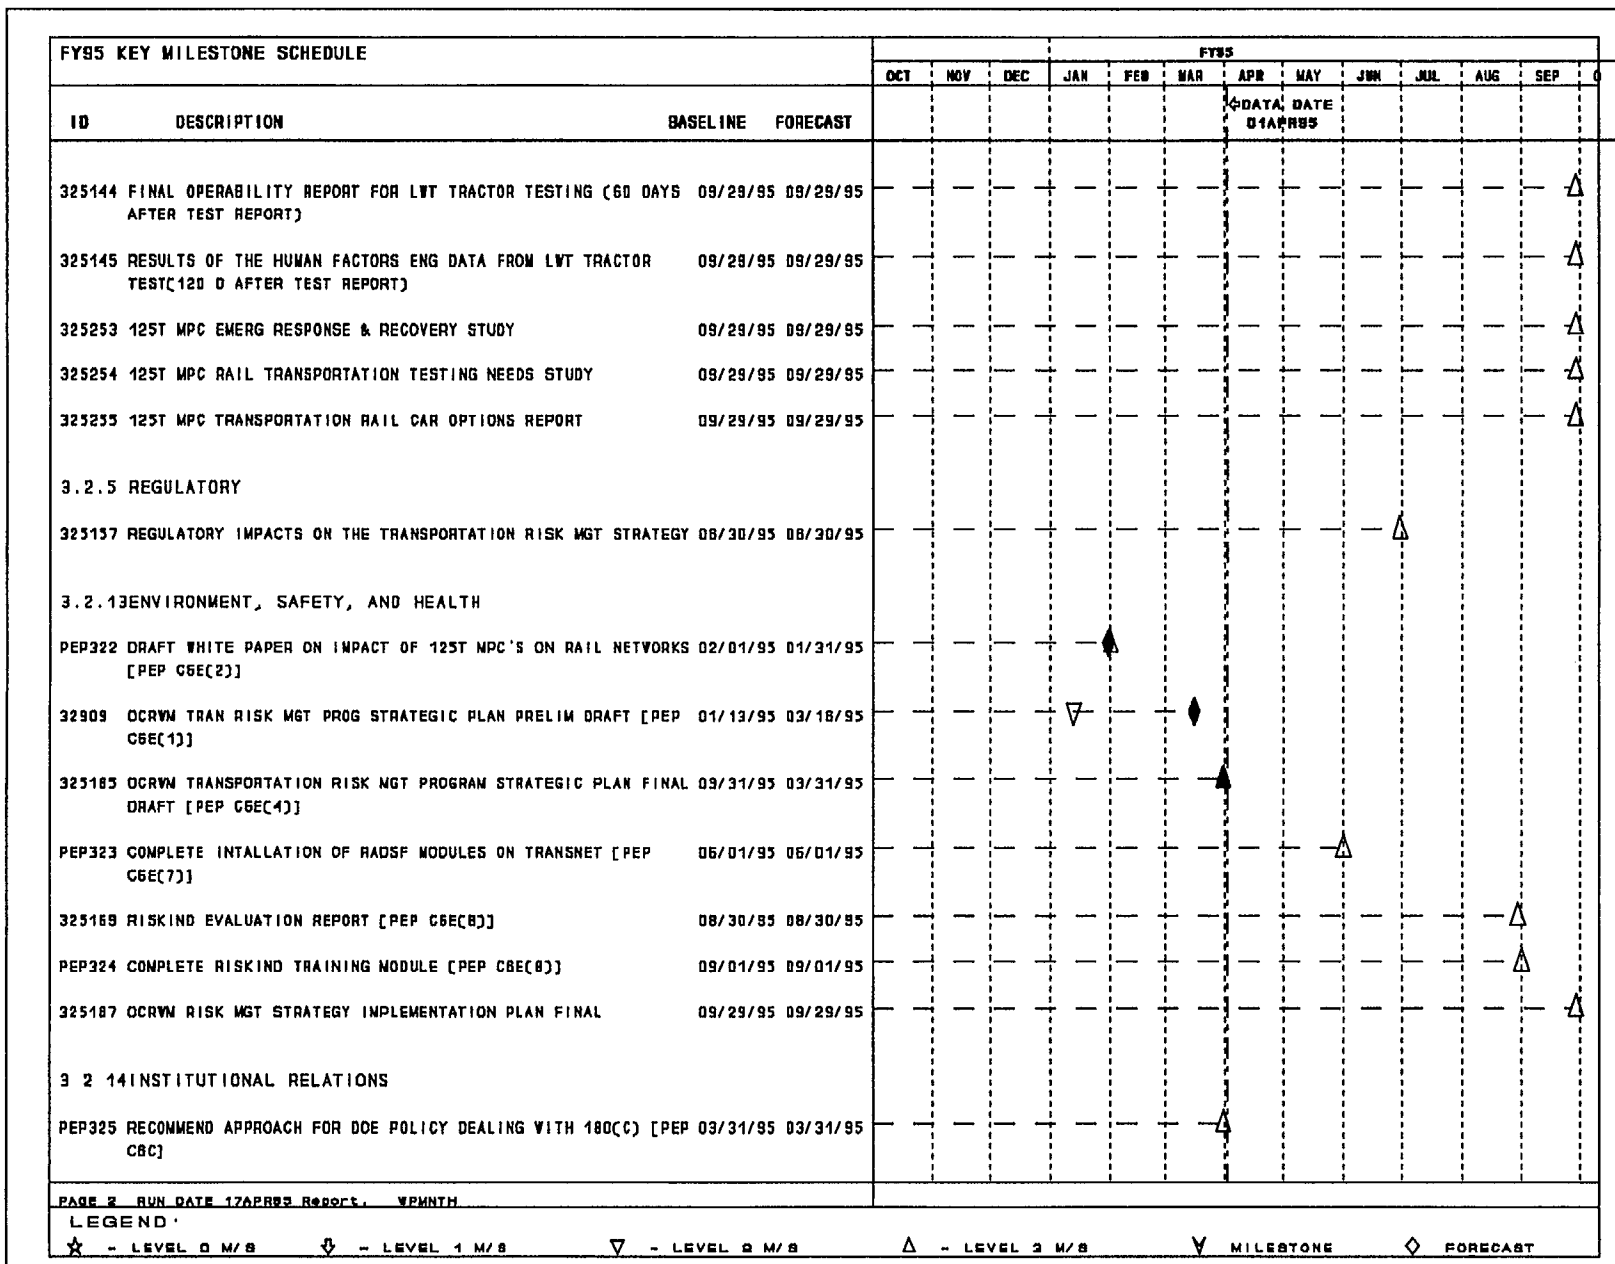 FY95 KEY MILESTONE SCHEDULE
FY95
OCT NOV DEC JAN FEB MAR APR MAY JUN JUL AUG SEP O
ID DESCRIPTION BASELINE FORECAST
DATA DATE
01APR95
325144 FINAL OPERABILITY REPORT FOR LWT TRACTOR TESTING (60 DAYS 09/29/95 09/29/95
AFTER TEST REPORT)
325145 RESULTS OF THE HUMAN FACTORS ENG DATA FROM LWT TRACTOR 09/29/95 09/29/95
TEST(120 D AFTER TEST REPORT)
325253 125T MPC EMERG RESPONSE & RECOVERY STUDY 09/29/95 09/29/95
325254 125T MPC RAIL TRANSPORTATION TESTING NEEDS STUDY 09/29/95 09/29/95
325255 125T MPC TRANSPORTATION RAIL CAR OPTIONS REPORT 09/29/95 09/29/95
3.2.5 REGULATORY
325157 REGULATORY IMPACTS ON THE TRANSPORTATION RISK MGT STRATEGY 06/30/95 06/30/95
3.2.13ENVIRONMENT, SAFETY, AND HEALTH
PEP322 DRAFT WHITE PAPER ON IMPACT OF 125T MPC'S ON RAIL NETWORKS 02/01/95 01/31/95
[PEP C6E(2)]
32909 OCRWM TRAN RISK MGT PROG STRATEGIC PLAN PRELIM DRAFT [PEP 01/13/95 03/16/95
C6E(1)]
325165 OCRWM TRANSPORTATION RISK MGT PROGRAM STRATEGIC PLAN FINAL 03/31/95 03/31/95
DRAFT [PEP C6E(4)]
PEP323 COMPLETE INTALLATION OF RADSF MODULES ON TRANSNET [PEP 06/01/95 06/01/95
C6E(7)]
325169 RISKIND EVALUATION REPORT [PEP C6E(8)] 08/30/95 08/30/95
PEP324 COMPLETE RISKIND TRAINING MODULE [PEP C6E(8)] 09/01/95 09/01/95
325187 OCRWM RISK MGT STRATEGY IMPLEMENTATION PLAN FINAL 09/29/95 09/29/95
3 2 14INSTITUTIONAL RELATIONS
PEP325 RECOMMEND APPROACH FOR DOE POLICY DEALING WITH 180(C) [PEP 03/31/95 03/31/95
C6C]
PAGE 2 RUN DATE 17APR95 Report. WPMNTH
LEGEND
- LEVEL 0 M/S - LEVEL 1 M/S - LEVEL 2 M/S - LEVEL 3 M/S MILESTONE FORECAST